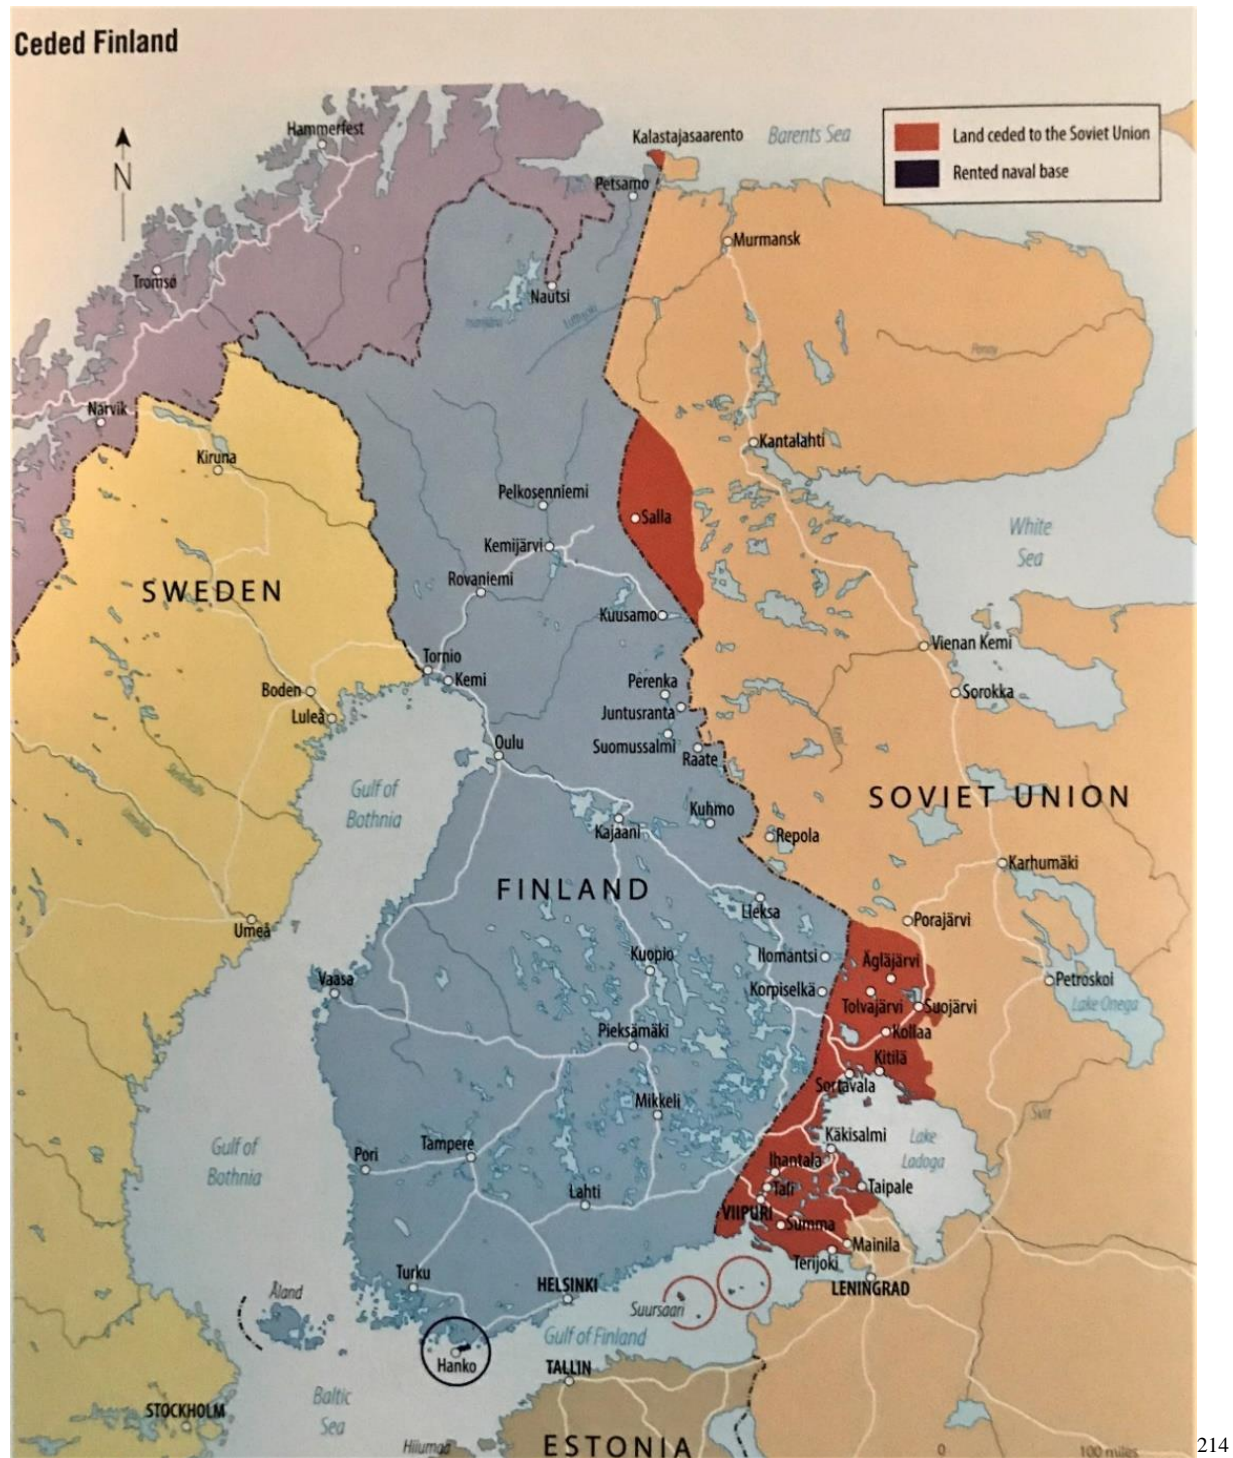 Ceded Finland
Land ceded to the Soviet Union
Rented naval base
N
Hammerfest
Kalastajasaarento
Barents Sea
Petsamo
Murmansk
Tromsø
Nautsi
Narvik
Kiruna
Kantalahti
Pelkosenniemi
Salla
White
Sea
Kemijärvi
SWEDEN
Rovaniemi
Kuusamo
Vienan Kemi
Tornio
Kemi
Perenka
Sorokka
Boden
Luleå
Juntusranta
Suomussalmi
Raate
Oulu
Gulf of
Bothnia
SOVIET UNION
Kuhmo
Kajaani
Repola
Karhumäki
FINLAND
Lieksa
Porajärvi
Umeå
Kuopio
Ilomantsi
Ägläjärvi
Vaasa
Korpiselkä
Tolvajärvi
Suojärvi
Petroskoi
Lake Onega
Pieksämäki
Kollaa
Kitilä
Sortavala
Mikkeli
Svir
Gulf of
Bothnia
Pori
Tampere
Käkisalmi
Lake
Ladoga
Ihantala
Tali
Taipale
Lahti
VIIPURI
Summa
Mainila
Terijoki
Turku
HELSINKI
LENINGRAD
Åland
Suursaari
Gulf of Finland
Hanko
TALLIN
Baltic
Sea
STOCKHOLM
Hiiumaa
ESTONIA
0
100 miles
214